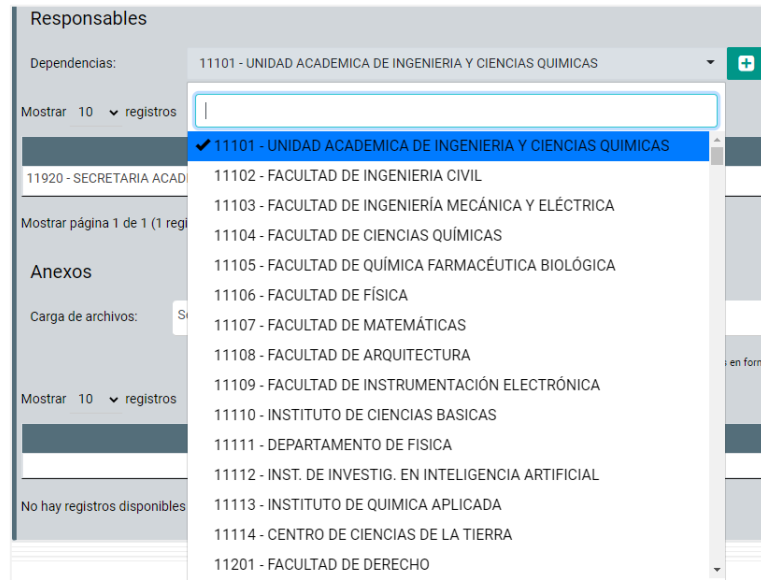 Responsables
Dependencias: 11101 - UNIDAD ACADEMICA DE INGENIERIA Y CIENCIAS QUIMICAS
Mostrar 10 registros
11101 - UNIDAD ACADEMICA DE INGENIERIA Y CIENCIAS QUIMICAS
11920 - SECRETARIA
11102 - FACULTAD DE INGENIERIA CIVIL
11103 - FACULTAD DE INGENIERÍA MECÁNICA Y ELÉCTRICA
Mostrar página 1 de 1 (1
11104 - FACULTAD DE CIENCIAS QUÍMICAS
11105 - FACULTAD DE QUÍMICA FARMACÉUTICA BIOLÓGICA
Anexos
11106 - FACULTAD DE FÍSICA
Carga de archivos:
11107 - FACULTAD DE MATEMÁTICAS
11108 - FACULTAD DE ARQUITECTURA
en
11109 - FACULTAD DE INSTRUMENTACIÓN ELECTRÓNICA
Mostrar 10 registros
11110 - INSTITUTO DE CIENCIAS BASICAS
11111 - DEPARTAMENTO DE FISICA
11112 - INST. DE INVESTIG. EN INTELIGENCIA ARTIFICIAL
11113 - INSTITUTO DE QUIMICA APLICADA
No hay registros disponibles
11114 - CENTRO DE CIENCIAS DE LA TIERRA
11201 - FACULTAD DE DERECHO